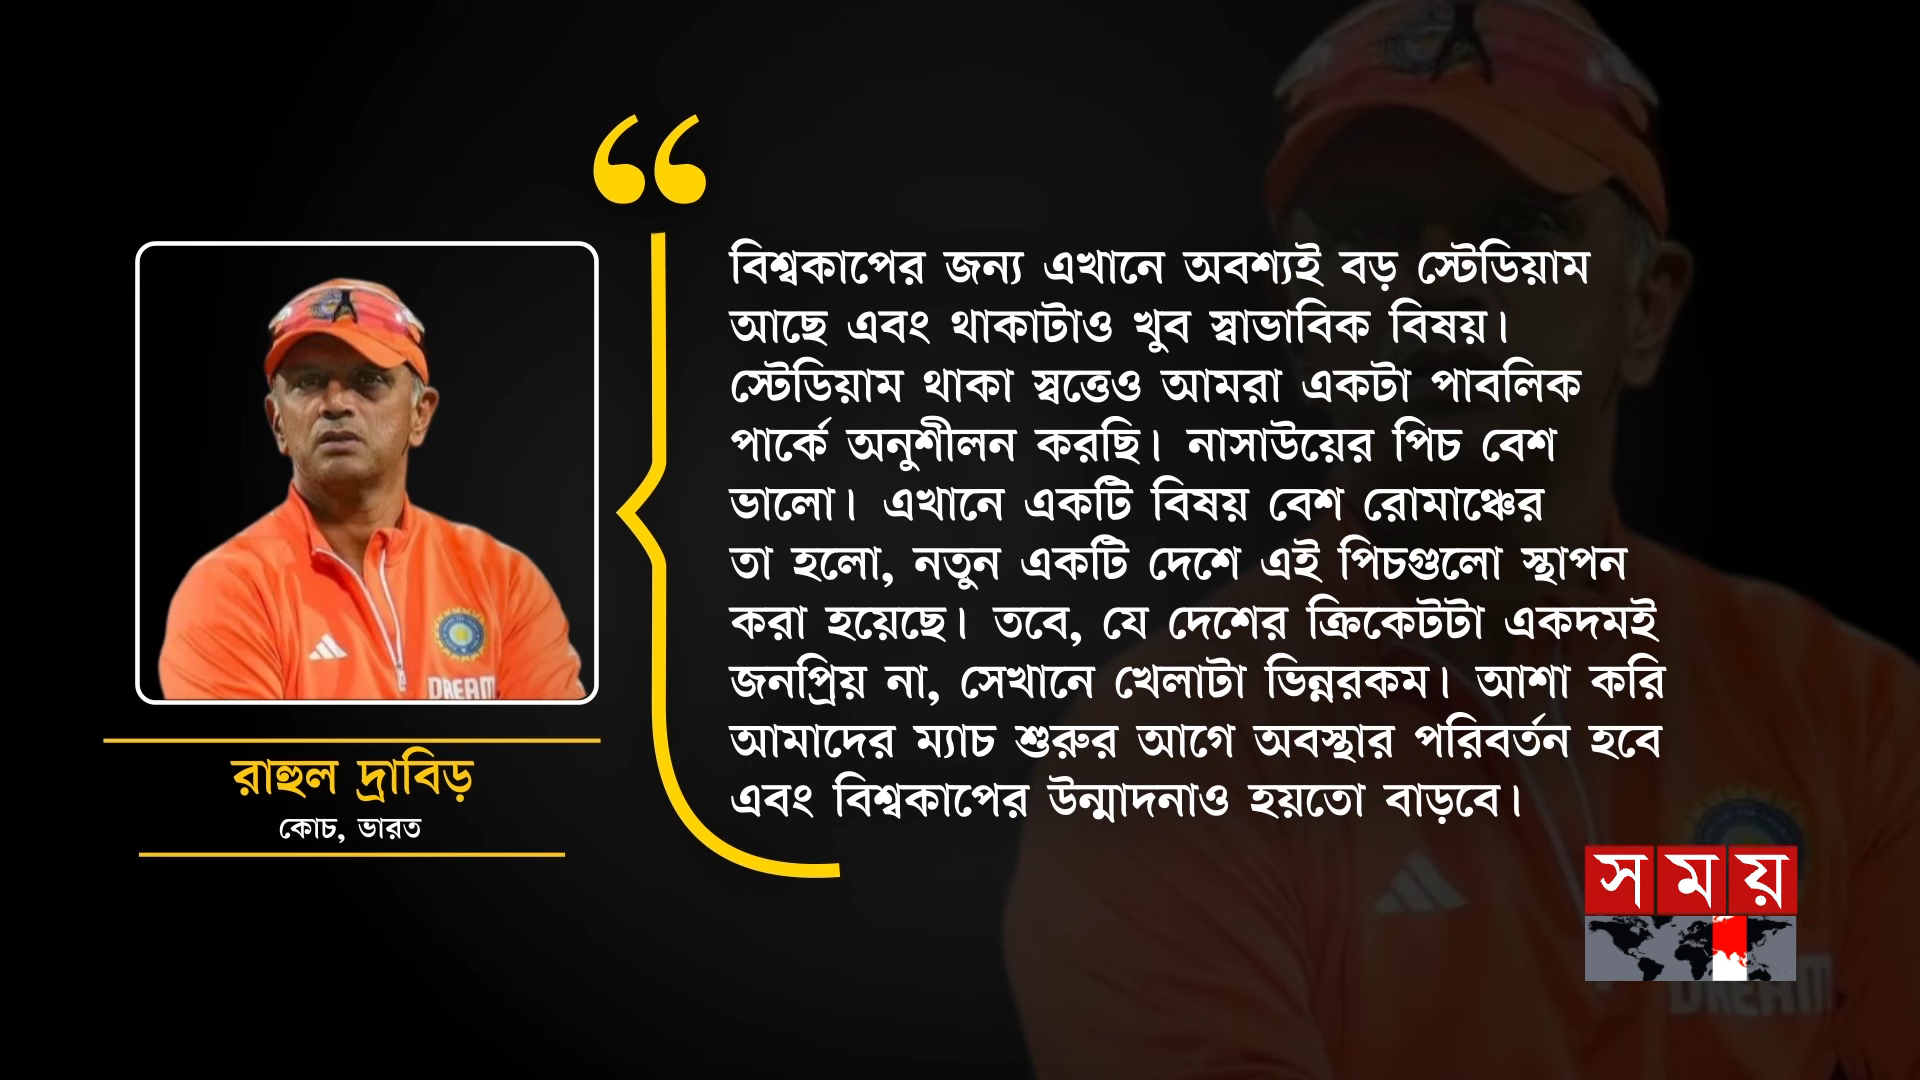 “
বিশ্বকাপের জন্য এখানে অবশ্যই বড় স্টেডিয়াম
আছে এবং থাকাটাও খুব স্বাভাবিক বিষয়।
স্টেডিয়াম থাকা স্বত্তেও আমরা একটা পাবলিক
পার্কে অনুশীলন করছি। নাসাউয়ের পিচ বেশ
ভালো। এখানে একটি বিষয় বেশ রোমাঞ্চের
তা হলো, নতুন একটি দেশে এই পিচগুলো স্থাপন
করা হয়েছে। তবে, যে দেশের ক্রিকেটটা একদমই
জনপ্রিয় না, সেখানে খেলাটা ভিন্নরকম। আশা করি
আমাদের ম্যাচ শুরুর আগে অবস্থার পরিবর্তন হবে
এবং বিশ্বকাপের উন্মাদনাও হয়তো বাড়বে।
DREAM
রাহুল দ্রাবিড়
কোচ, ভারত
সময়
DREAM